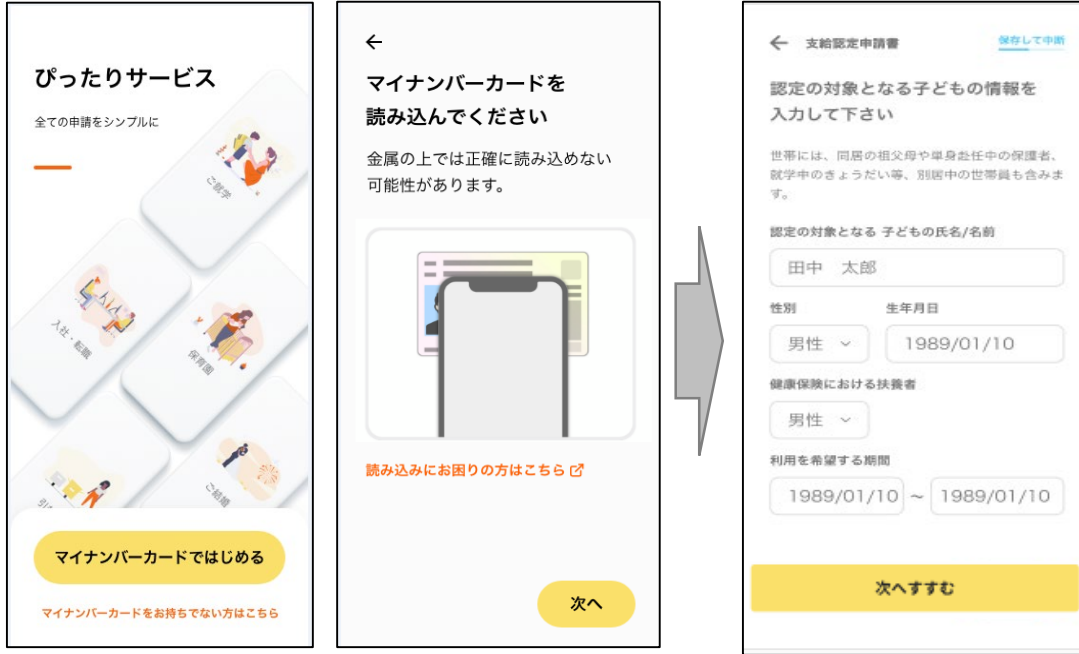 ぴったりサービス
全ての申請をシンプルに
ご就学
入社・転職
保育園
ご結婚
マイナンバーカードではじめる
マイナンバーカードをお持ちでない方はこちら
マイナンバーカードを
読み込んでください
金属の上では正確に読み込めない
可能性があります。
読み込みにお困りの方はこちら
次へ
支給認定申請書
保存して中断
認定の対象となる子どもの情報を
入力して下さい
世帯には、同居の祖父母や単身赴任中の保護者、
就学中のきょうだい等、別居中の世帯員も含みま
す。
認定の対象となる 子どもの氏名/名前
田中 太郎
性別 生年月日
男性 1989/01/10
健康保険における扶養者
男性
利用を希望する期間
1989/01/10 ~ 1989/01/10
次へすすむ